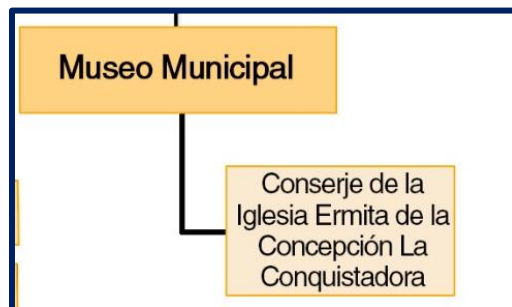 Museo Municipal
Conserje de la
Iglesia Ermita de la
Concepción La
Conquistadora